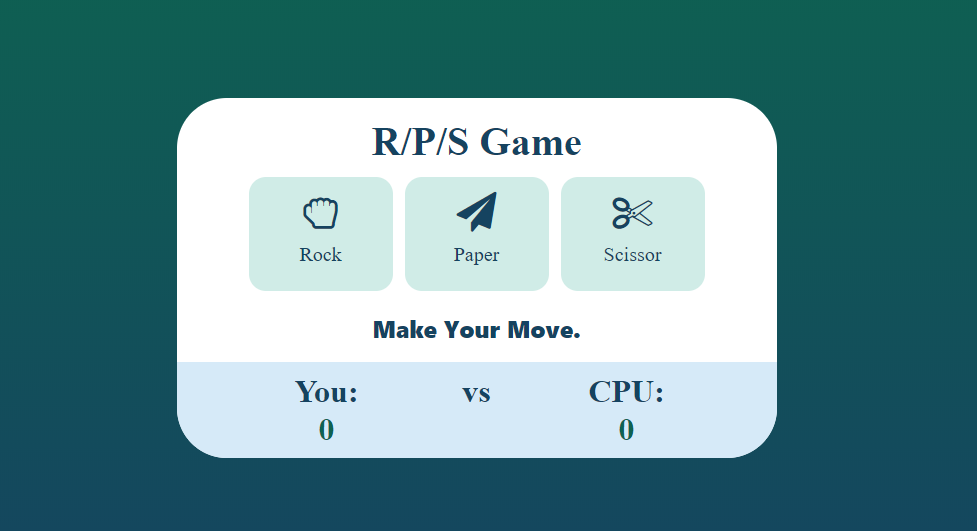 R/P/S Game
Rock Paper Scissor
Make Your Move.
You: vs CPU:
0 0